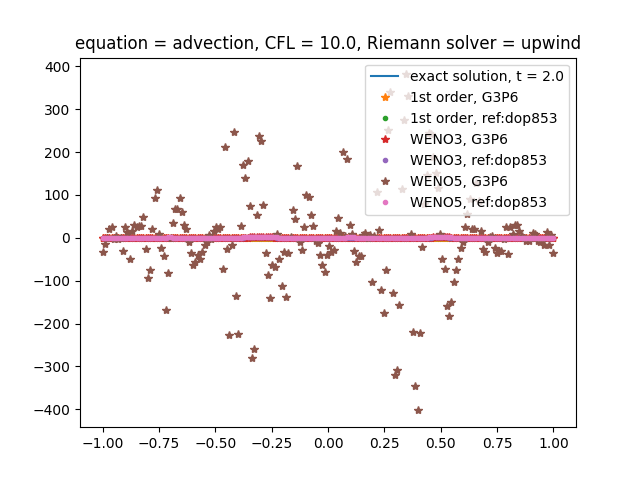 equation = advection, CFL = 10.0, Riemann solver = upwind
exact solution, t = 2.0
1st order, G3P6
1st order, ref:dop853
WENO3, G3P6
WENO3, ref:dop853
WENO5, G3P6
WENO5, ref:dop853
400
300
200
100
0
−100
−200
−300
−400
−1.00 −0.75 −0.50 −0.25 0.00 0.25 0.50 0.75 1.00